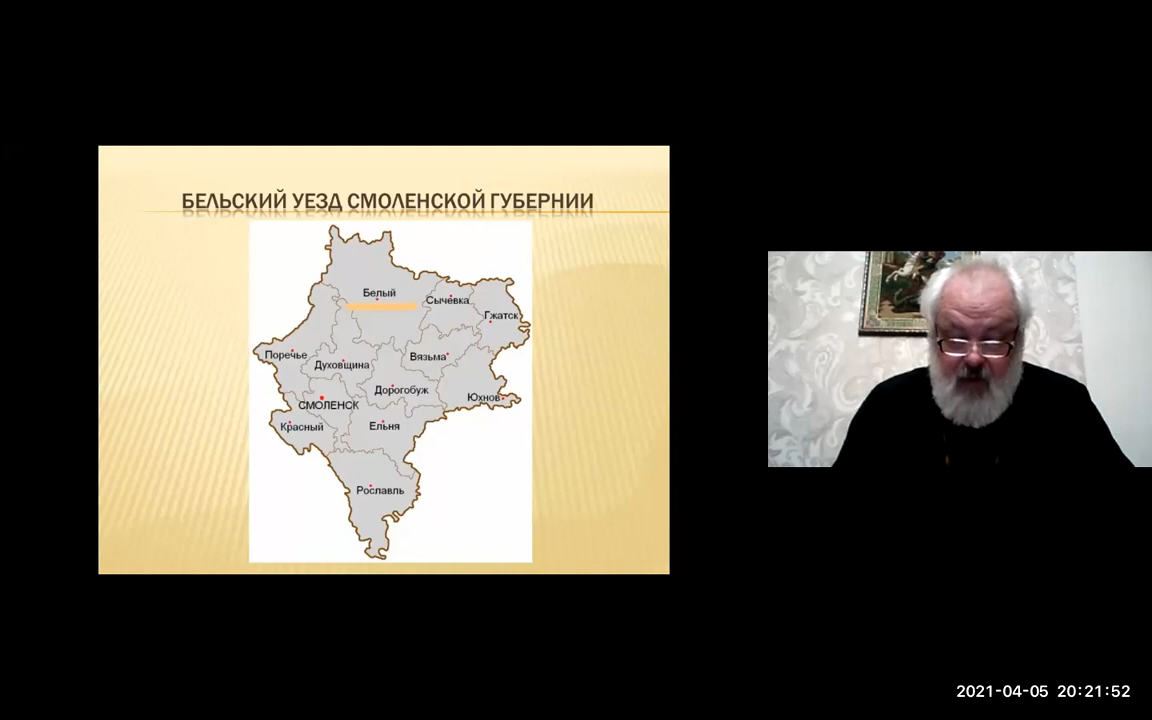 БЕЛЬСКИЙ УЕЗД СМОЛЕНСКОЙ ГУБЕРНИИ
Белый
Сычёвка
Гжатск
Поречье
Духовщина
Вязьма
Дорогобуж
СМОЛЕНСК
Юхнов
Красный
Ельня
Рославль
2021-04-05 20:21:52